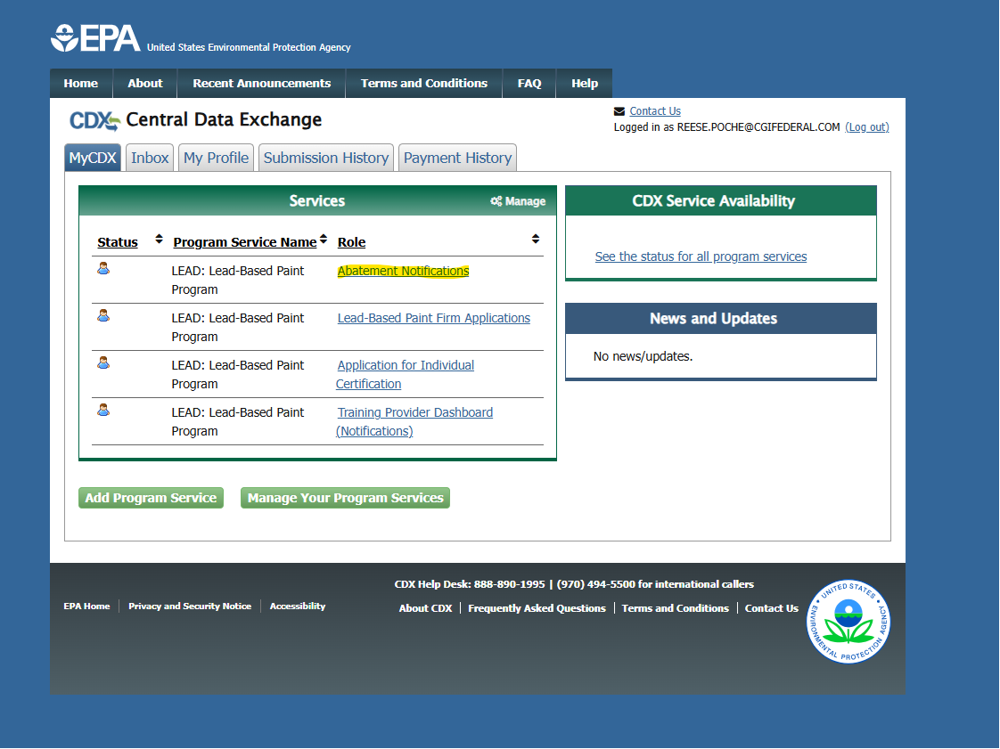 EPA United States Environmental Protection Agency
Home About Recent Announcements Terms and Conditions FAQ Help
CDX Central Data Exchange
Contact Us
Logged in as REESE.POCHE@CGIFEDERAL.COM (Log out)
MyCDX Inbox My Profile Submission History Payment History
Services Manage
Status Program Service Name Role
LEAD: Lead-Based Paint Program
Abatement Notifications
LEAD: Lead-Based Paint Program
Lead-Based Paint Firm Applications
LEAD: Lead-Based Paint Program
Application for Individual
Certification
LEAD: Lead-Based Paint Program
Training Provider Dashboard
(Notifications)
CDX Service Availability
See the status for all program services
News and Updates
No news/updates.
Add Program Service Manage Your Program Services
CDX Help Desk: 888-890-1995 | (970) 494-5500 for international callers
EPA Home Privacy and Security Notice Accessibility
About CDX Frequently Asked Questions Terms and Conditions Contact Us
UNITED STATES ENVIRONMENTAL PROTECTION AGENCY